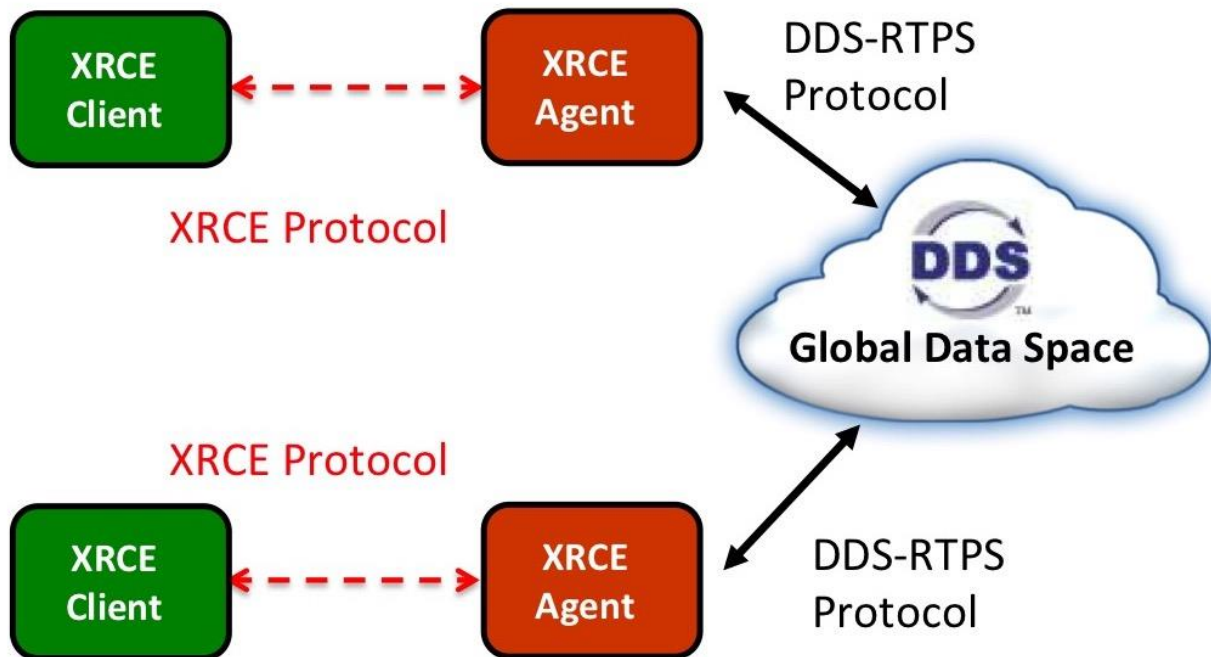 XRCE
Client
XRCE
Agent
DDS-RTPS
Protocol
XRCE Protocol
DDS
TM
Global Data Space
XRCE Protocol
XRCE
Client
XRCE
Agent
DDS-RTPS
Protocol